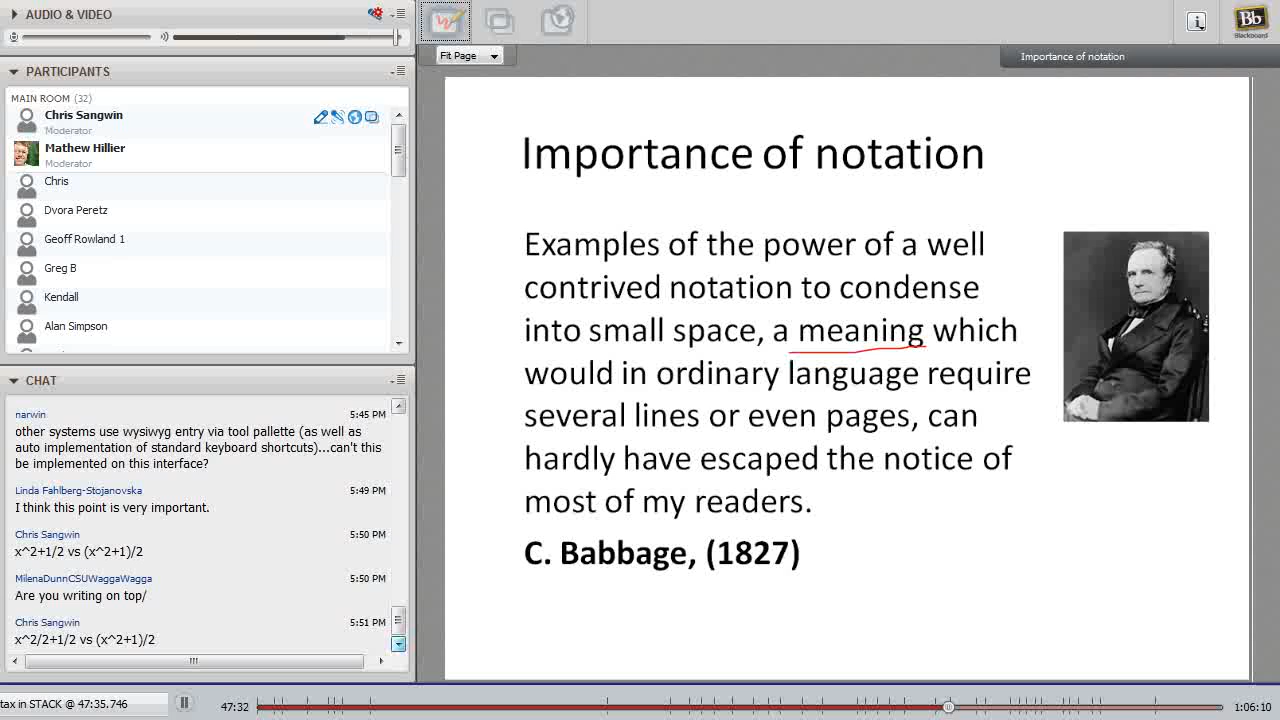 AUDIO & VIDEO
PARTICIPANTS
MAIN ROOM (32)
Chris Sangwin
Moderator
Mathew Hillier
Moderator
Chris
Dvora Peretz
Geoff Rowland 1
Greg B
Kendall
Alan Simpson
CHAT
narwin 5:45 PM
other systems use wysiwyg entry via tool pallette (as well as
auto implementation of standard keyboard shortcuts)...can't this
be implemented on this interface?
Linda Fahlberg-Stojanovska 5:49 PM
I think this point is very important.
Chris Sangwin 5:50 PM
x^2+1/2 vs (x^2+1)/2
MilenaDunnCSUWaggaWagga 5:50 PM
Are you writing on top/
Chris Sangwin 5:51 PM
x^2/2+1/2 vs (x^2+1)/2
Fit Page
Importance of notation
Bb
Blackboard
Importance of notation
Examples of the power of a well
contrived notation to condense
into small space, a meaning which
would in ordinary language require
several lines or even pages, can
hardly have escaped the notice of
most of my readers.
C. Babbage, (1827)
tax in STACK at 47:31.746
47:32
1:06:10